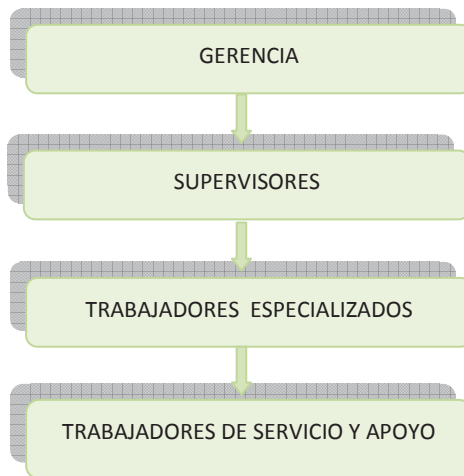 GERENCIA
SUPERVISORES
TRABAJADORES ESPECIALIZADOS
TRABAJADORES DE SERVICIO Y APOYO